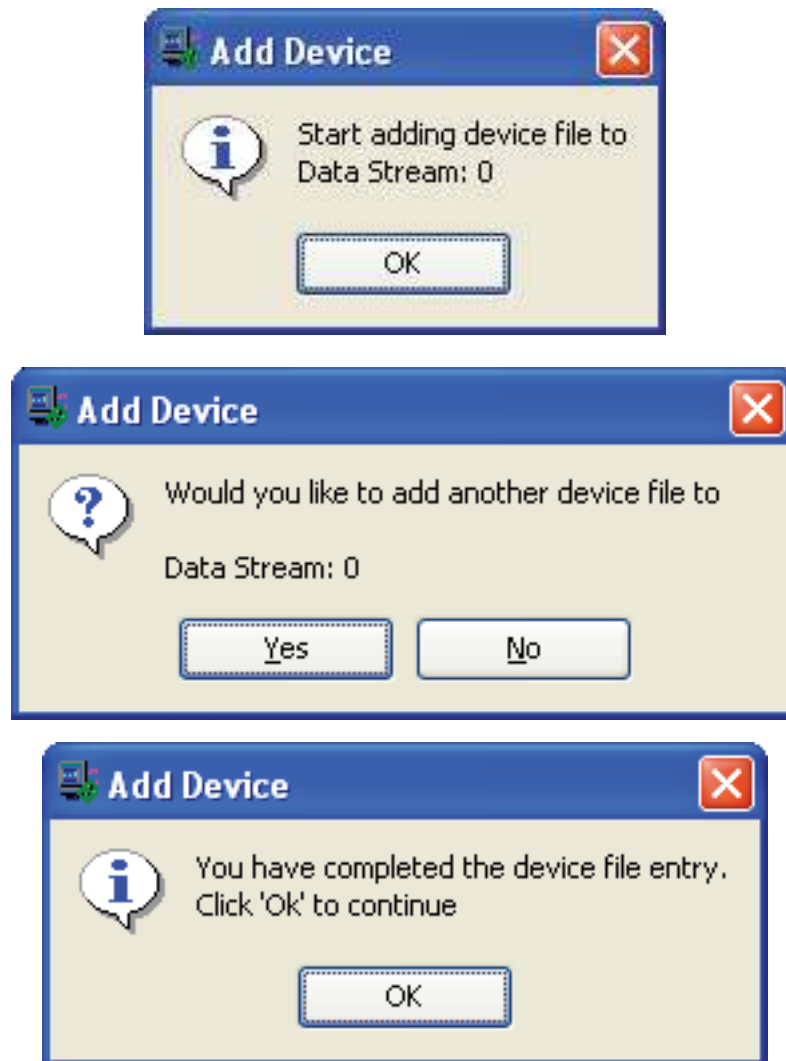 Add Device
Start adding device file to
Data Stream: 0
OK
Add Device
Would you like to add another device file to
Data Stream: 0
Yes No
Add Device
You have completed the device file entry.
Click 'Ok' to continue
OK